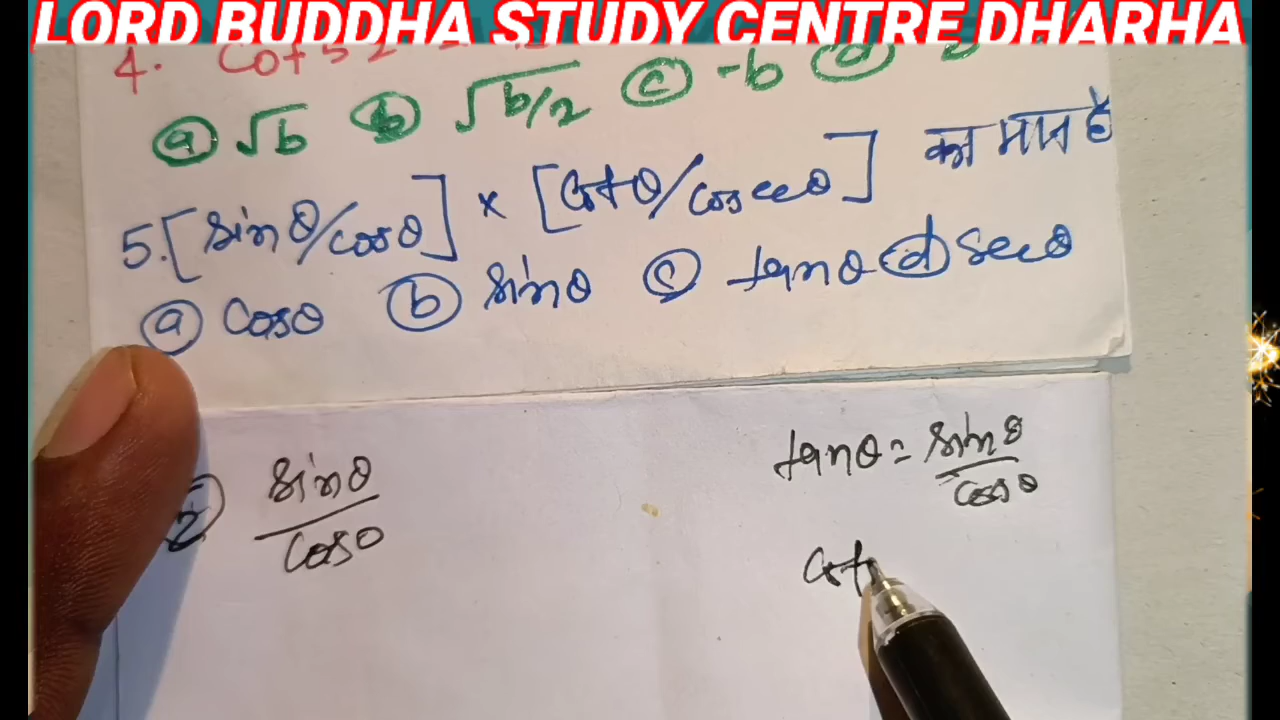 LORD BUDDHA STUDY CENTRE DHARHA
4. Cot
ⓐ √b ⓑ √b/2 ⓒ -b ⓓ
5. [sinθ/cosθ] × [cotθ/cosecθ] का मान है
ⓐ cosθ ⓑ sinθ ⓒ tanθ ⓓ secθ
tanθ = sinθ/cosθ
sinθ/cosθ
cot